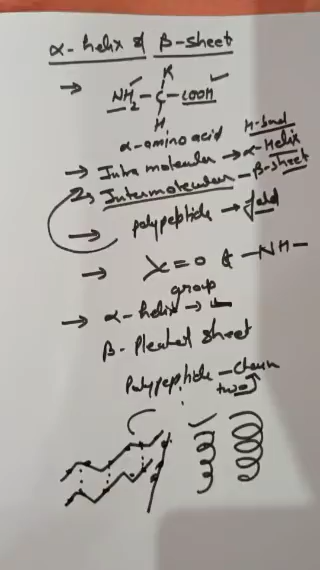 α-helix & β-sheet
→ R
NH2 - C - COOH
H
α-amino acid
H-bond
→ Intra molecular → α-Helix
→ Intermolecular - β-sheet
→ polypeptide → fold
→ >C=O & -NH-
group
→ α-helix →
β-Pleated sheet
Polypeptide - chain
two